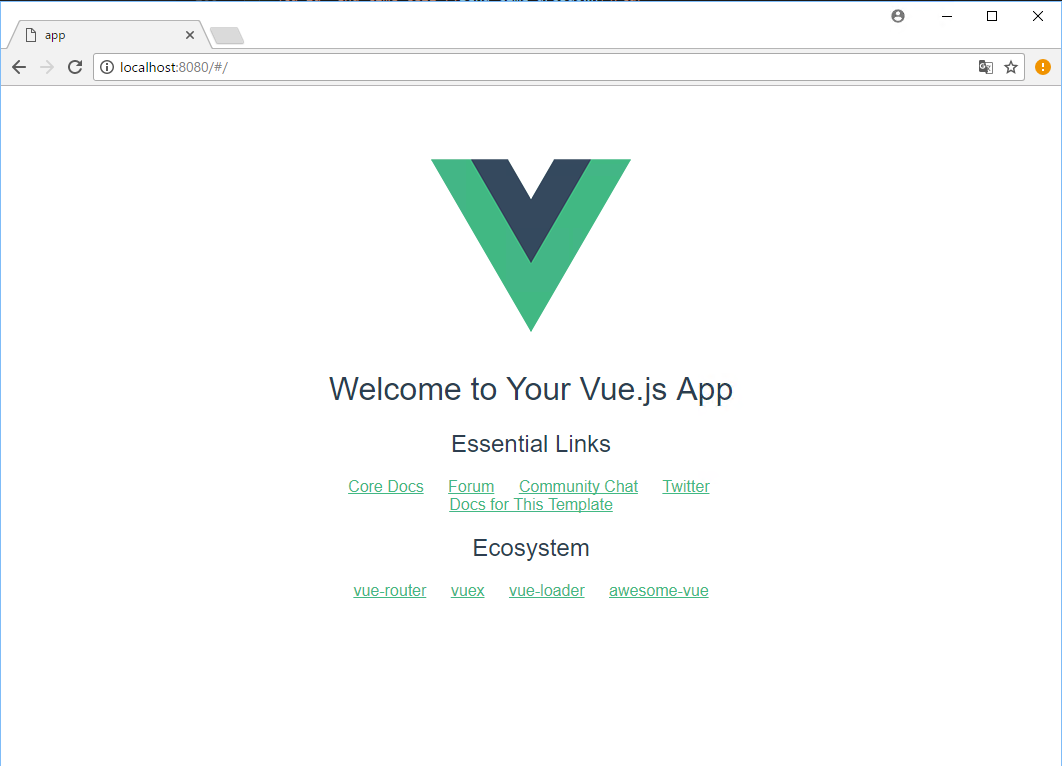 app
localhost:8080/#/
Welcome to Your Vue.js App
Essential Links
Core Docs Forum Community Chat Twitter
Docs for This Template
Ecosystem
vue-router vuex vue-loader awesome-vue